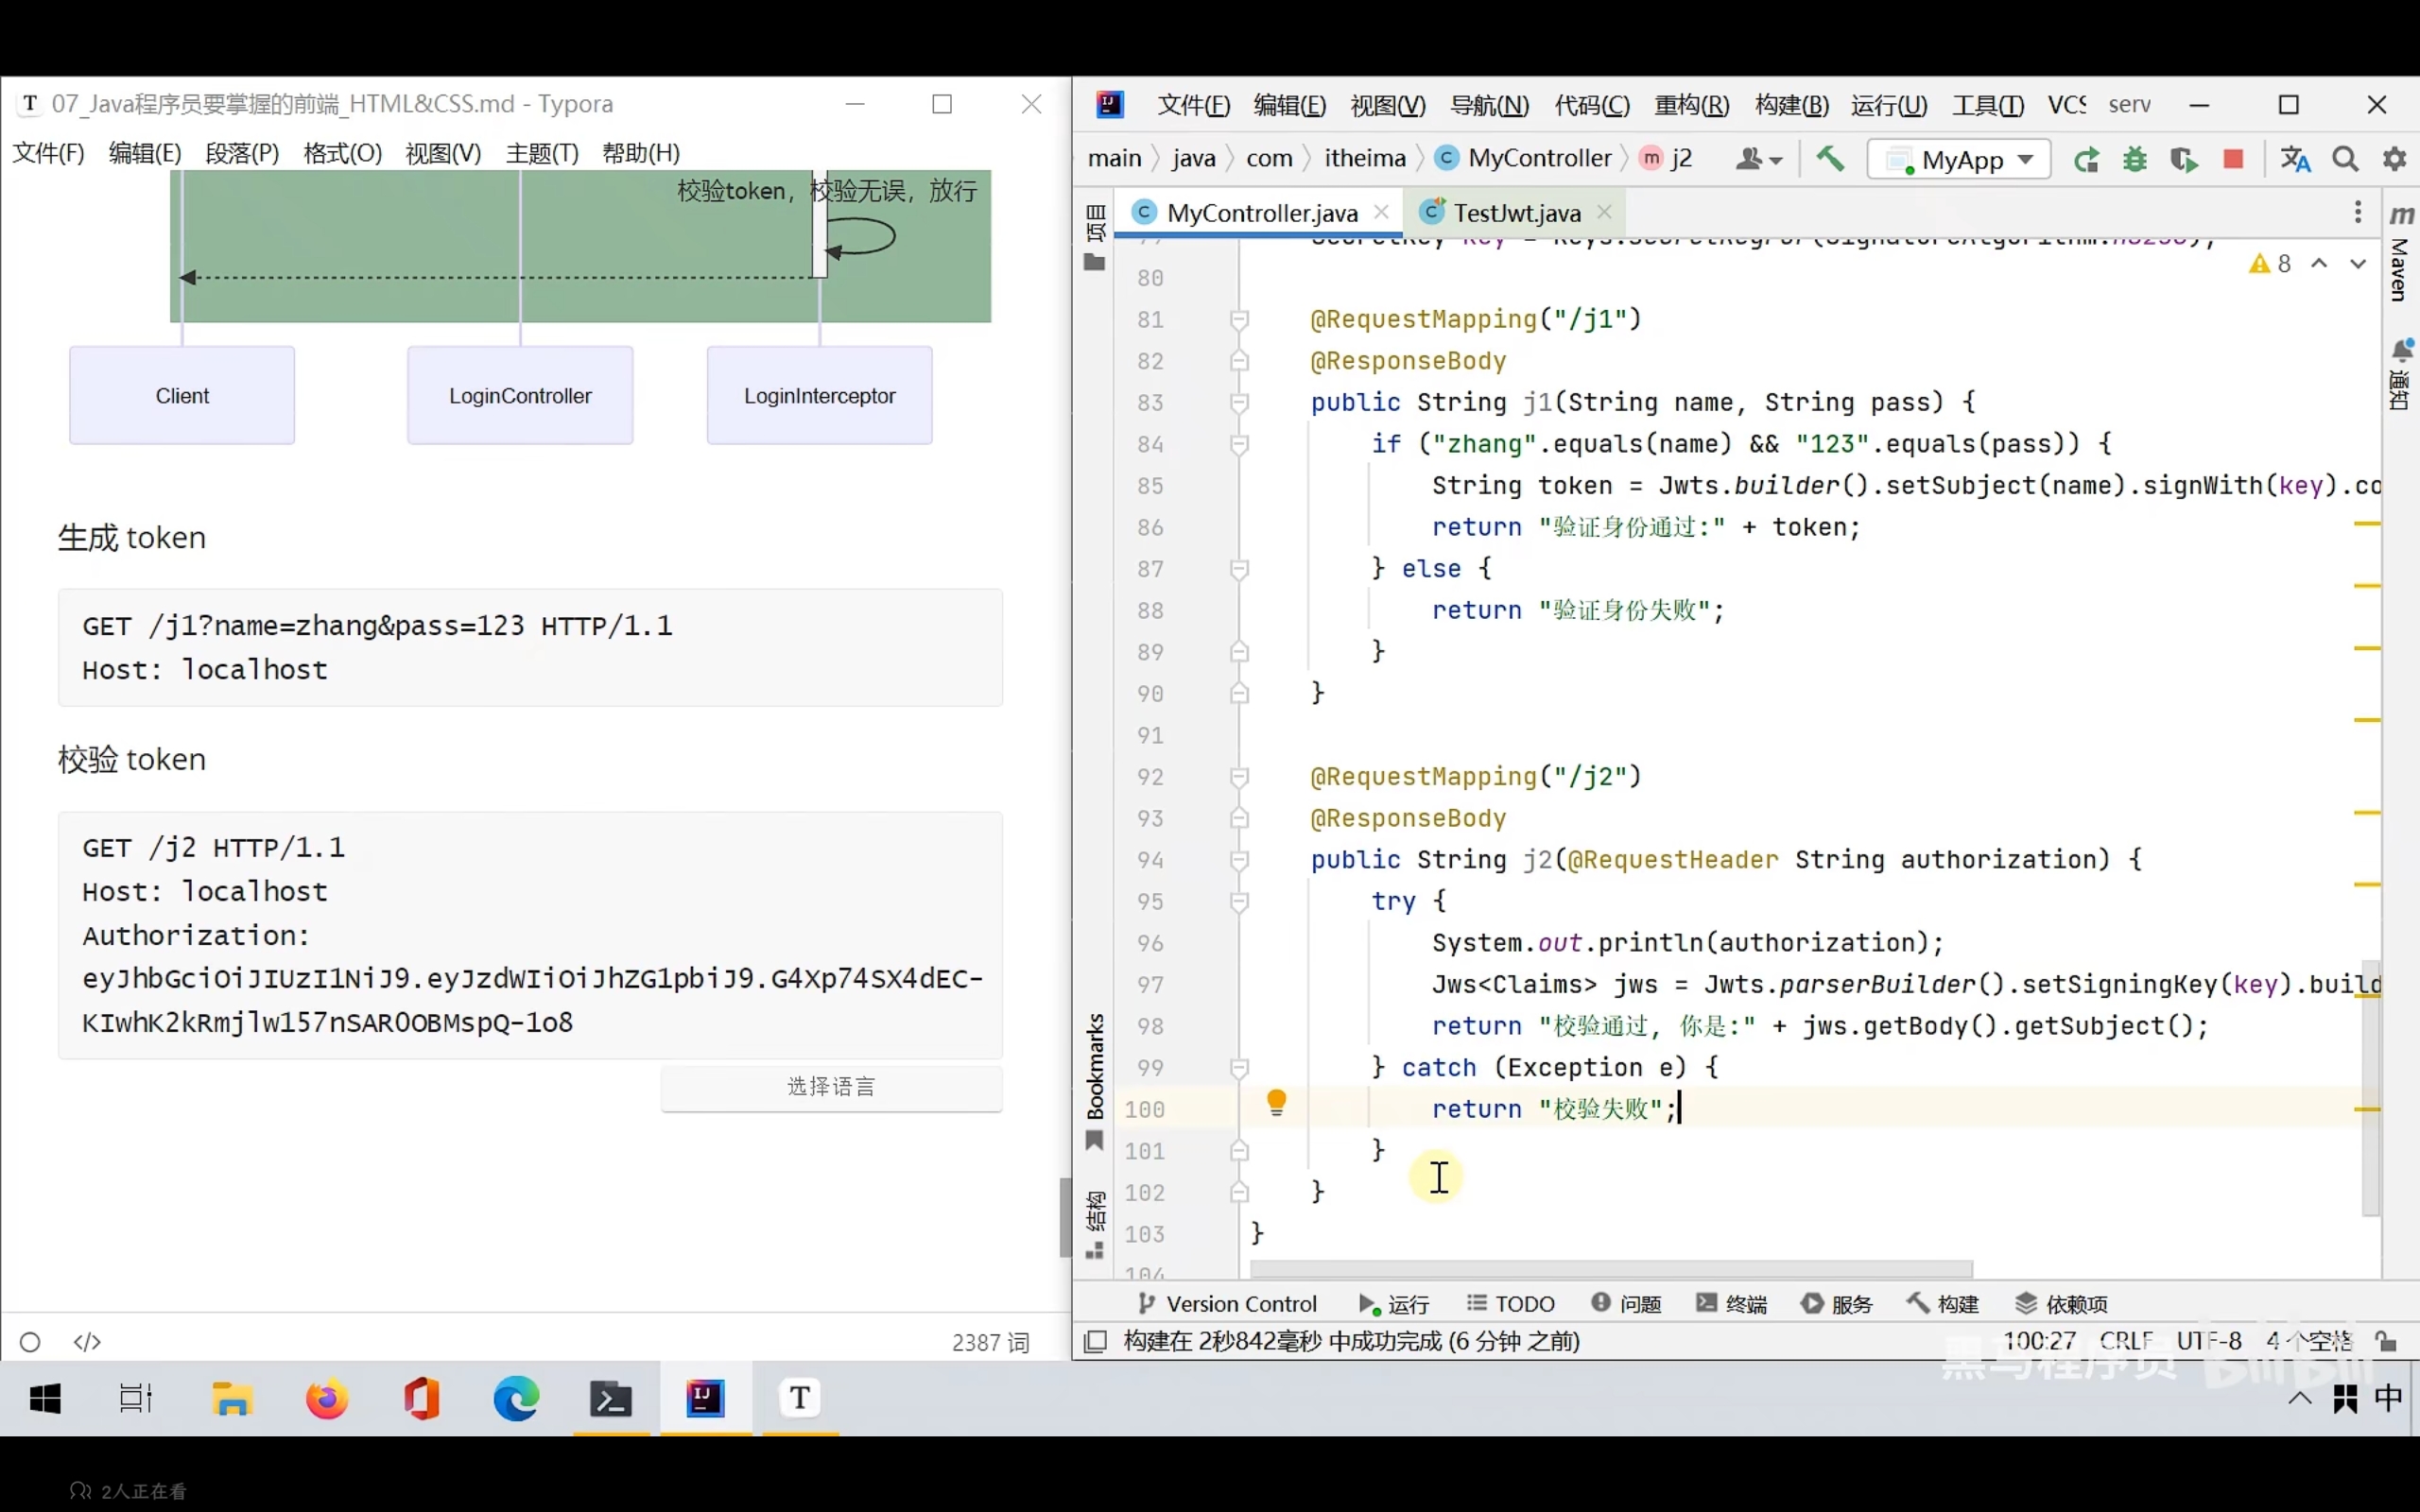 07_Java程序员要掌握的前端_HTML&CSS.md - Typora
文件(F) 编辑(E) 段落(P) 格式(O) 视图(V) 主题(T) 帮助(H)
校验token，校验无误，放行
Client
LoginController
LoginInterceptor
生成 token
GET /j1?name=zhang&pass=123 HTTP/1.1
Host: localhost
校验 token
GET /j2 HTTP/1.1
Host: localhost
Authorization:
eyJhbGciOiJIUzI1NiJ9.eyJzdWIiOiJhZG1pbiJ9.G4Xp74SX4dEC-
KIwhK2kRmjlw157nSAROOBMspQ-1o8
选择语言
2387 词
文件(F) 编辑(E) 视图(V) 导航(N) 代码(C) 重构(R) 构建(B) 运行(U) 工具(T) VCS serv
main java com itheima MyController j2
MyApp
MyController.java
TestJwt.java
项目
8
Maven
通知
80
81 @RequestMapping("/j1")
82 @ResponseBody
83 public String j1(String name, String pass) {
84 if ("zhang".equals(name) && "123".equals(pass)) {
85 String token = Jwts.builder().setSubject(name).signWith(key).co
86 return "验证身份通过:" + token;
87 } else {
88 return "验证身份失败";
89 }
90 }
91
92 @RequestMapping("/j2")
93 @ResponseBody
94 public String j2(@RequestHeader String authorization) {
95 try {
96 System.out.println(authorization);
97 Jws<Claims> jws = Jwts.parserBuilder().setSigningKey(key).build
98 return "校验通过, 你是:" + jws.getBody().getSubject();
99 } catch (Exception e) {
100 return "校验失败";
101 }
102 }
103 }
104
Bookmarks
结构
Version Control 运行 TODO 问题 终端 服务 构建 依赖项
构建在 2秒842毫秒 中成功完成 (6 分钟 之前)
100:27 CRLF UTF-8 4 个空格
黑马程序员 bilibili
中
2人正在看